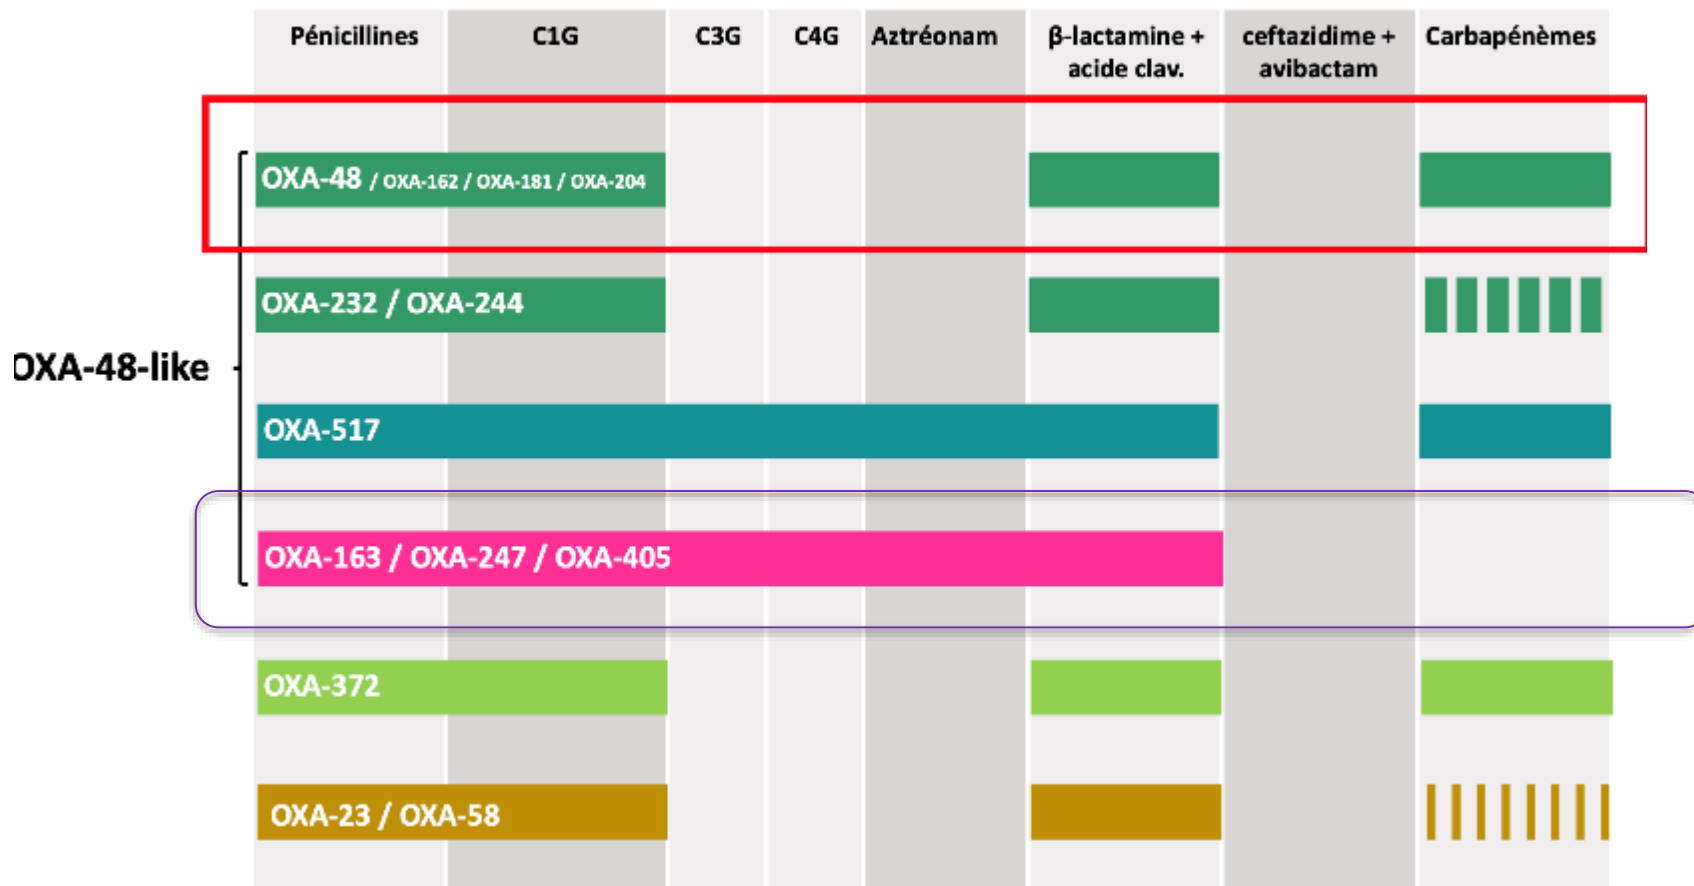 Pénicillines C1G C3G C4G Aztréonam β-lactamine + ceftazidime + Carbapénèmes
acide clav. avibactam
OXA-48 / OXA-162 / OXA-181 / OXA-204
OXA-232 / OXA-244
OXA-48-like
OXA-517
OXA-163 / OXA-247 / OXA-405
OXA-372
OXA-23 / OXA-58